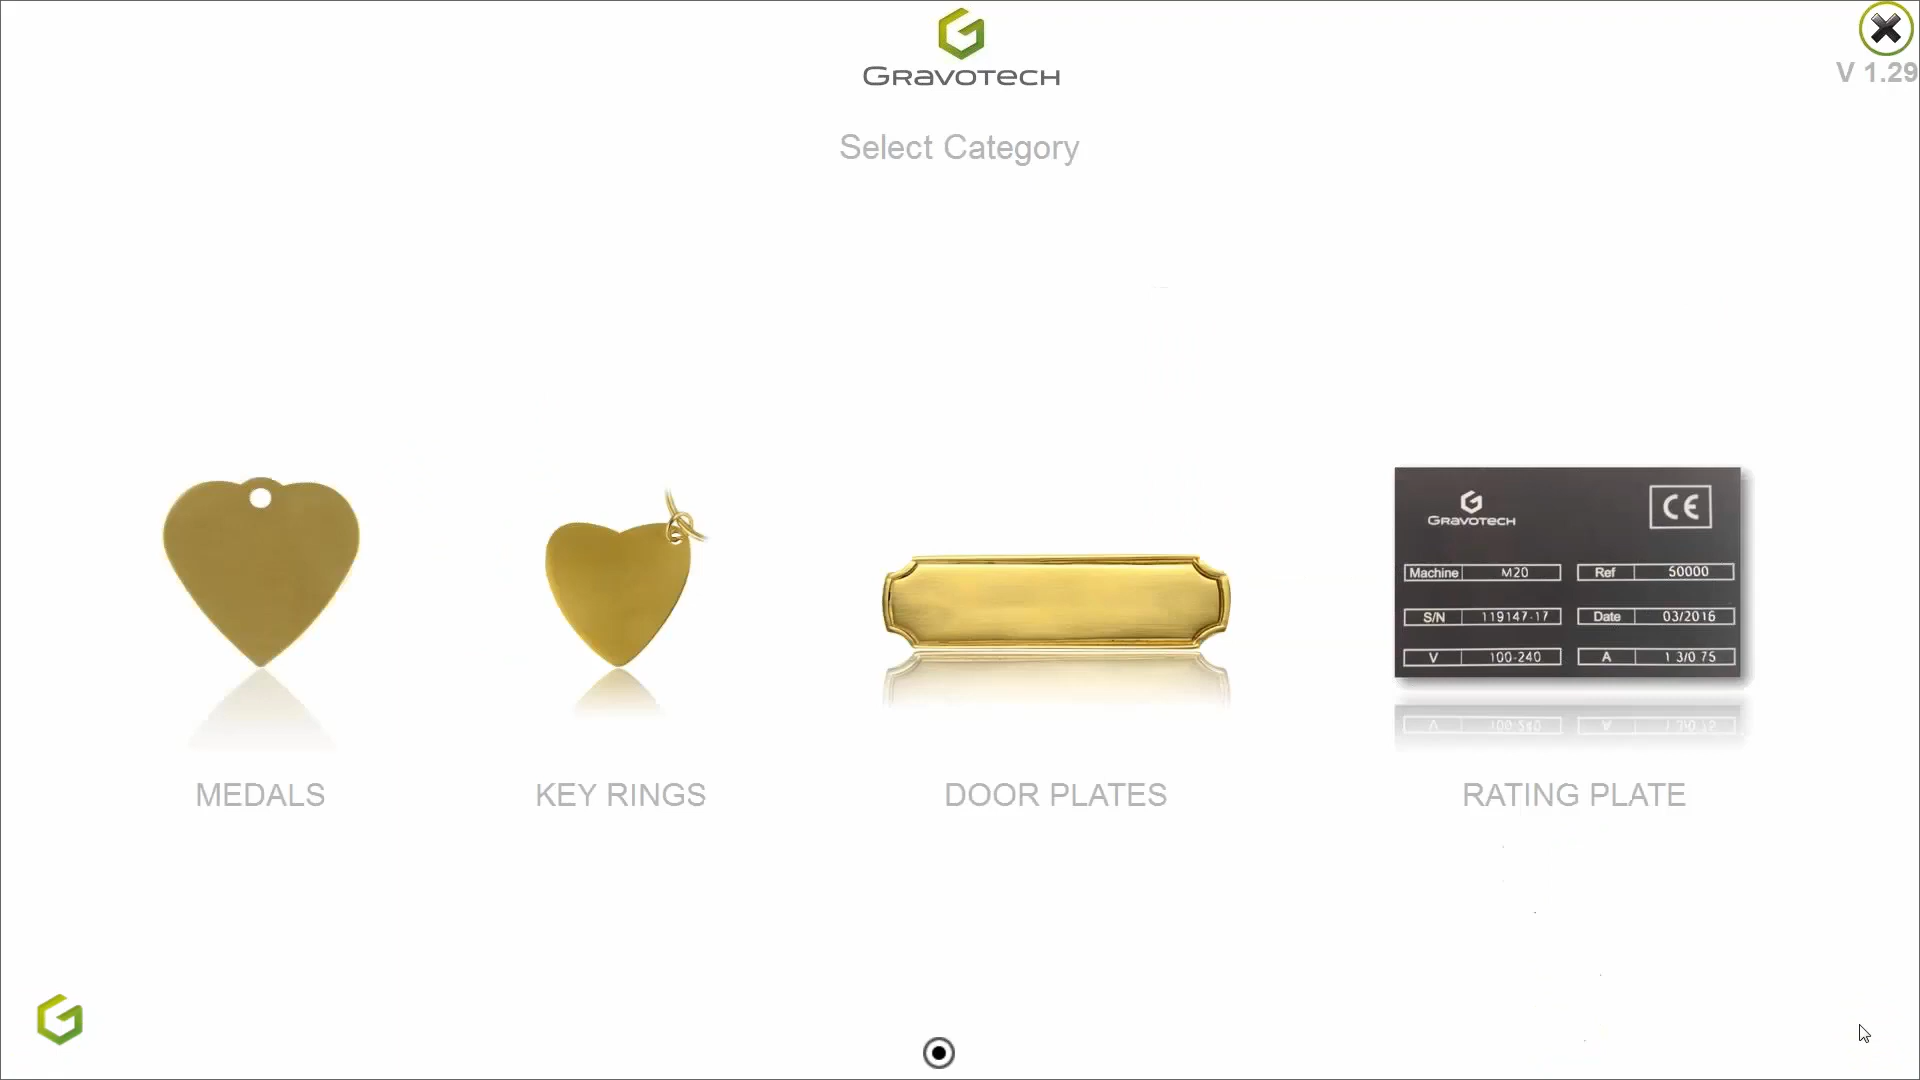 GRAVOTECH
V 1.29
Select Category
GRAVOTECH
CE
Machine M20 Ref 50000
S/N 119147-17 Date 03/2016
V 100-240 A 1 3/0 75
MEDALS
KEY RINGS
DOOR PLATES
RATING PLATE